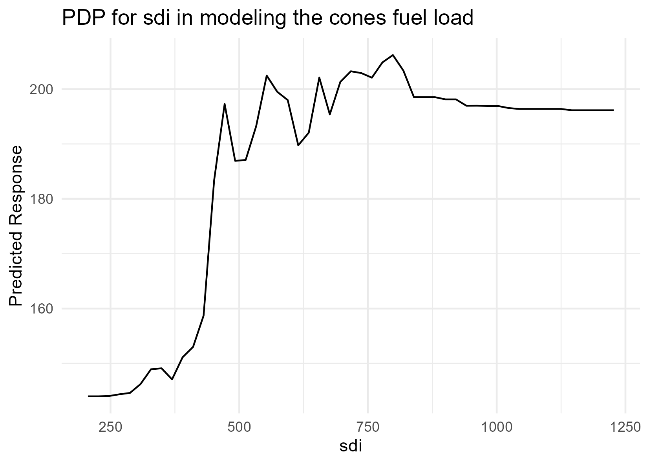 PDP for sdi in modeling the cones fuel load
200
180
160
Predicted Response
250 500 750 1000 1250
sdi